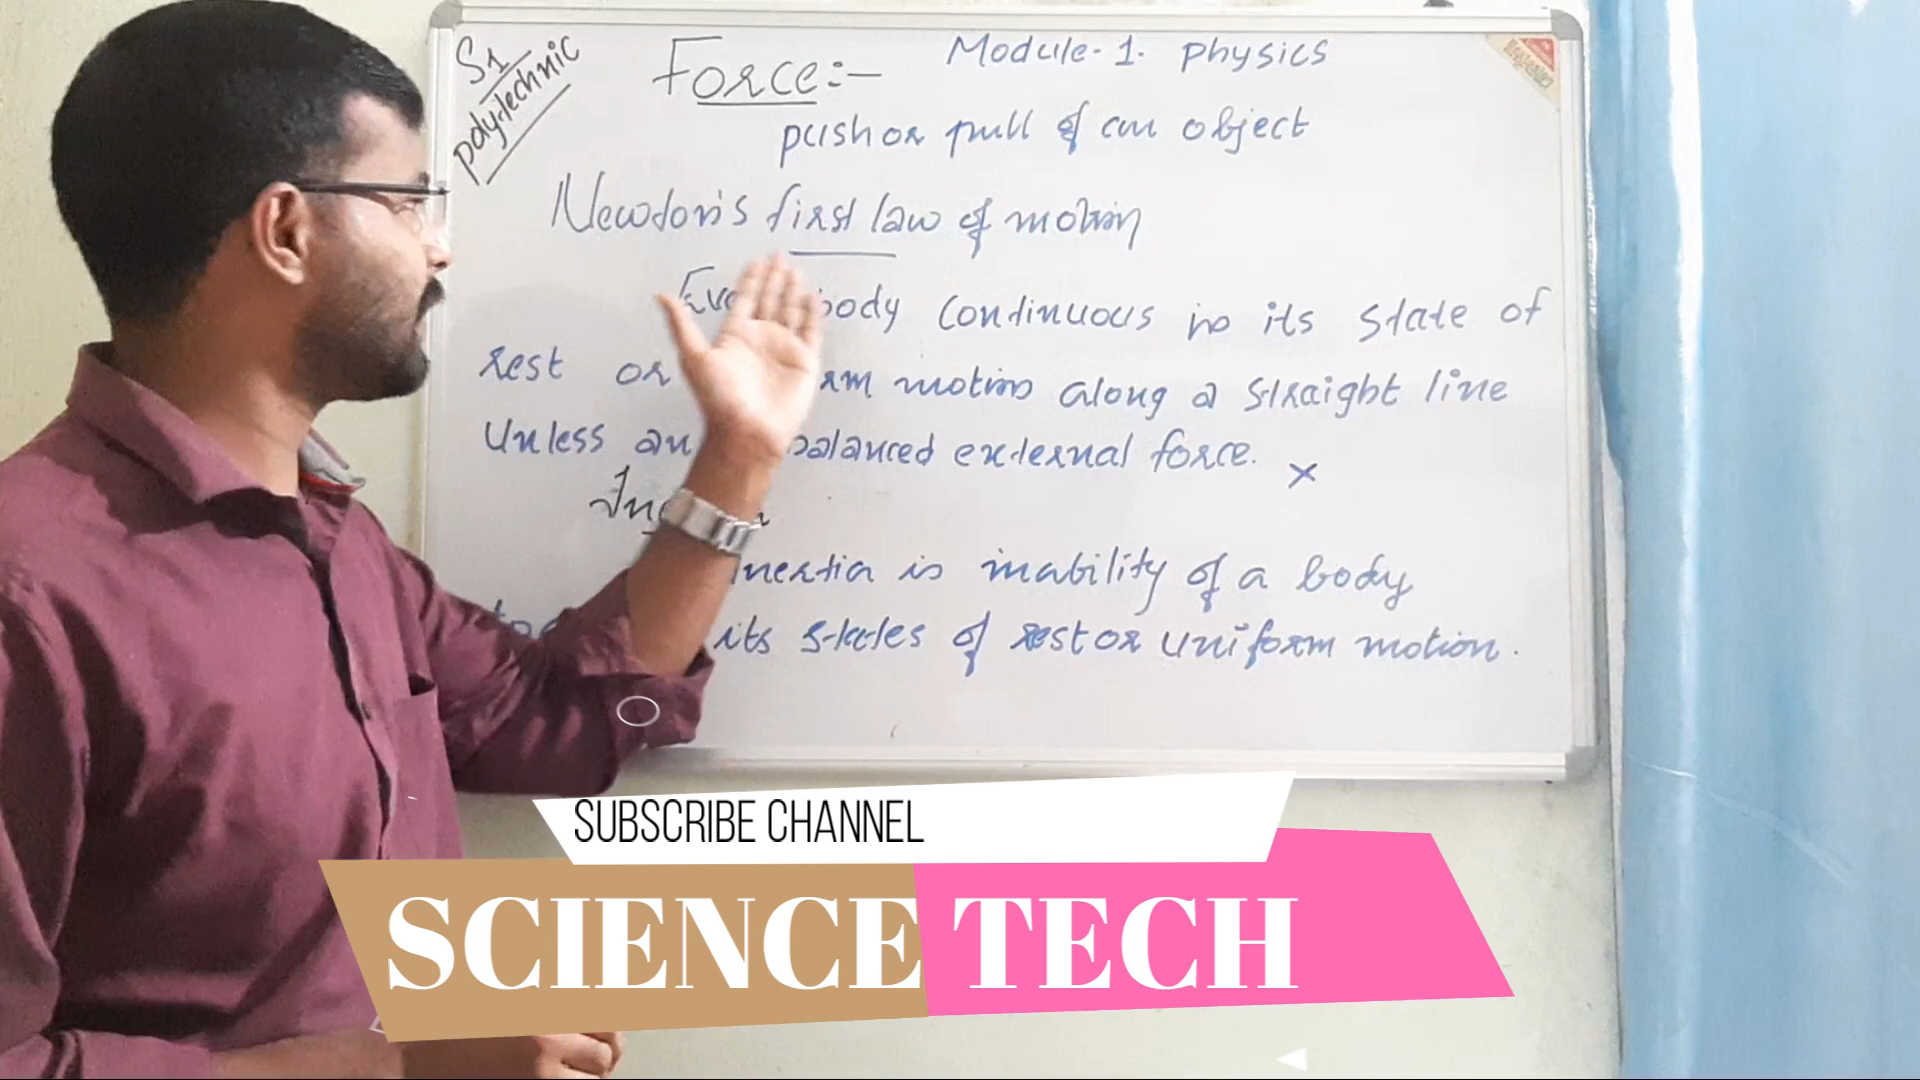 S1
polytechnic
Module-1. Physics
Force:-
push or pull of an object
Newton's first law of motion
body continuous in its state of
rest or motion along a straight line
unless an external force. x
inertia is inability of a body
its states of rest or uniform motion.
SUBSCRIBE CHANNEL
SCIENCE TECH